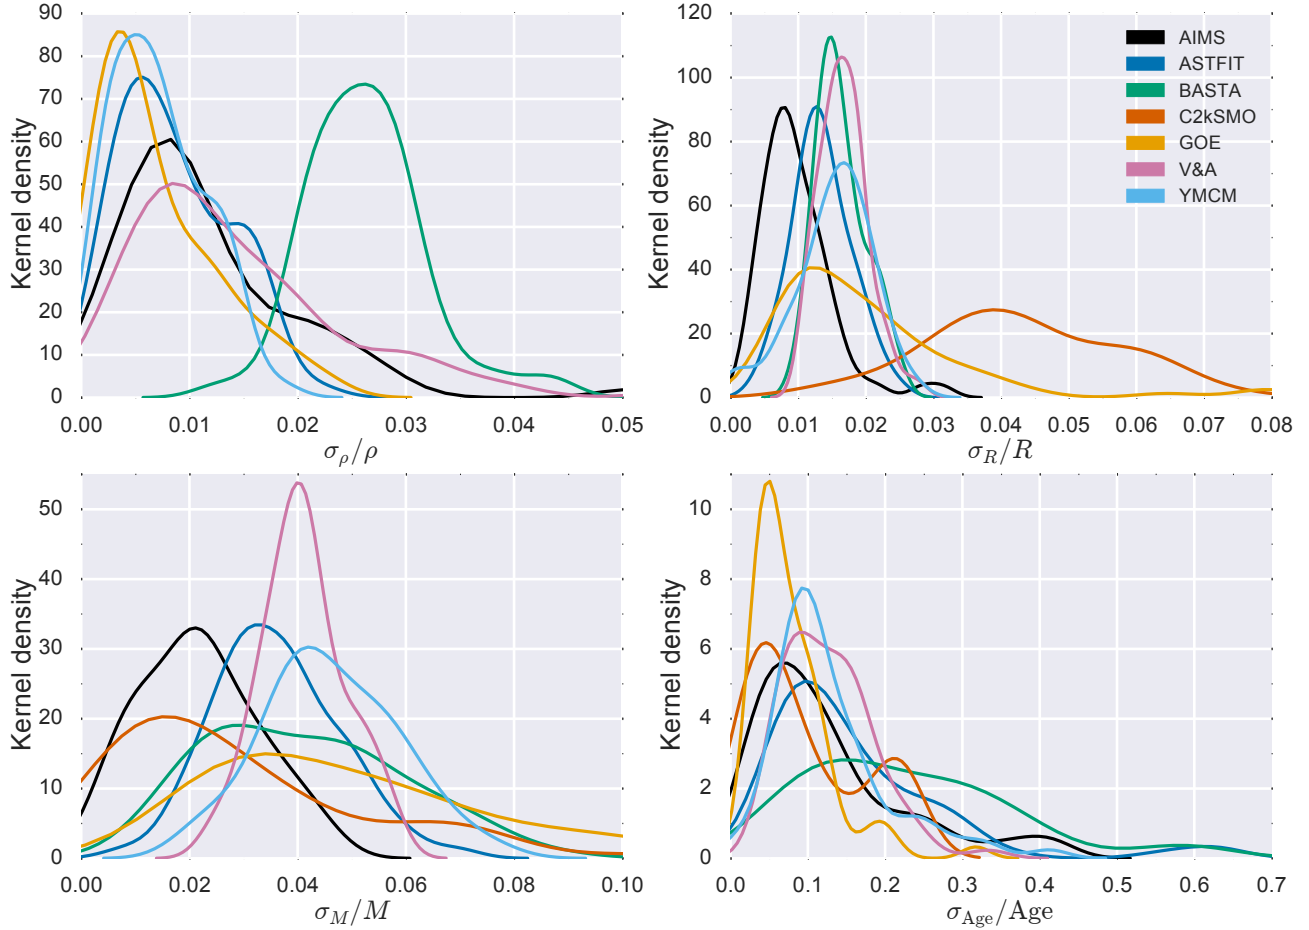 Kernel density
90
80
70
60
50
40
30
20
10
0
0.00 0.01 0.02 0.03 0.04 0.05
σρ/ρ
Kernel density
120
100
80
60
40
20
0
0.00 0.01 0.02 0.03 0.04 0.05 0.06 0.07 0.08
σR/R
AIMS
ASTFIT
BASTA
C2kSMO
GOE
V&A
YMCM
Kernel density
50
40
30
20
10
0
0.00 0.02 0.04 0.06 0.08 0.10
σM/M
Kernel density
10
8
6
4
2
0
0.0 0.1 0.2 0.3 0.4 0.5 0.6 0.7
σAge/Age